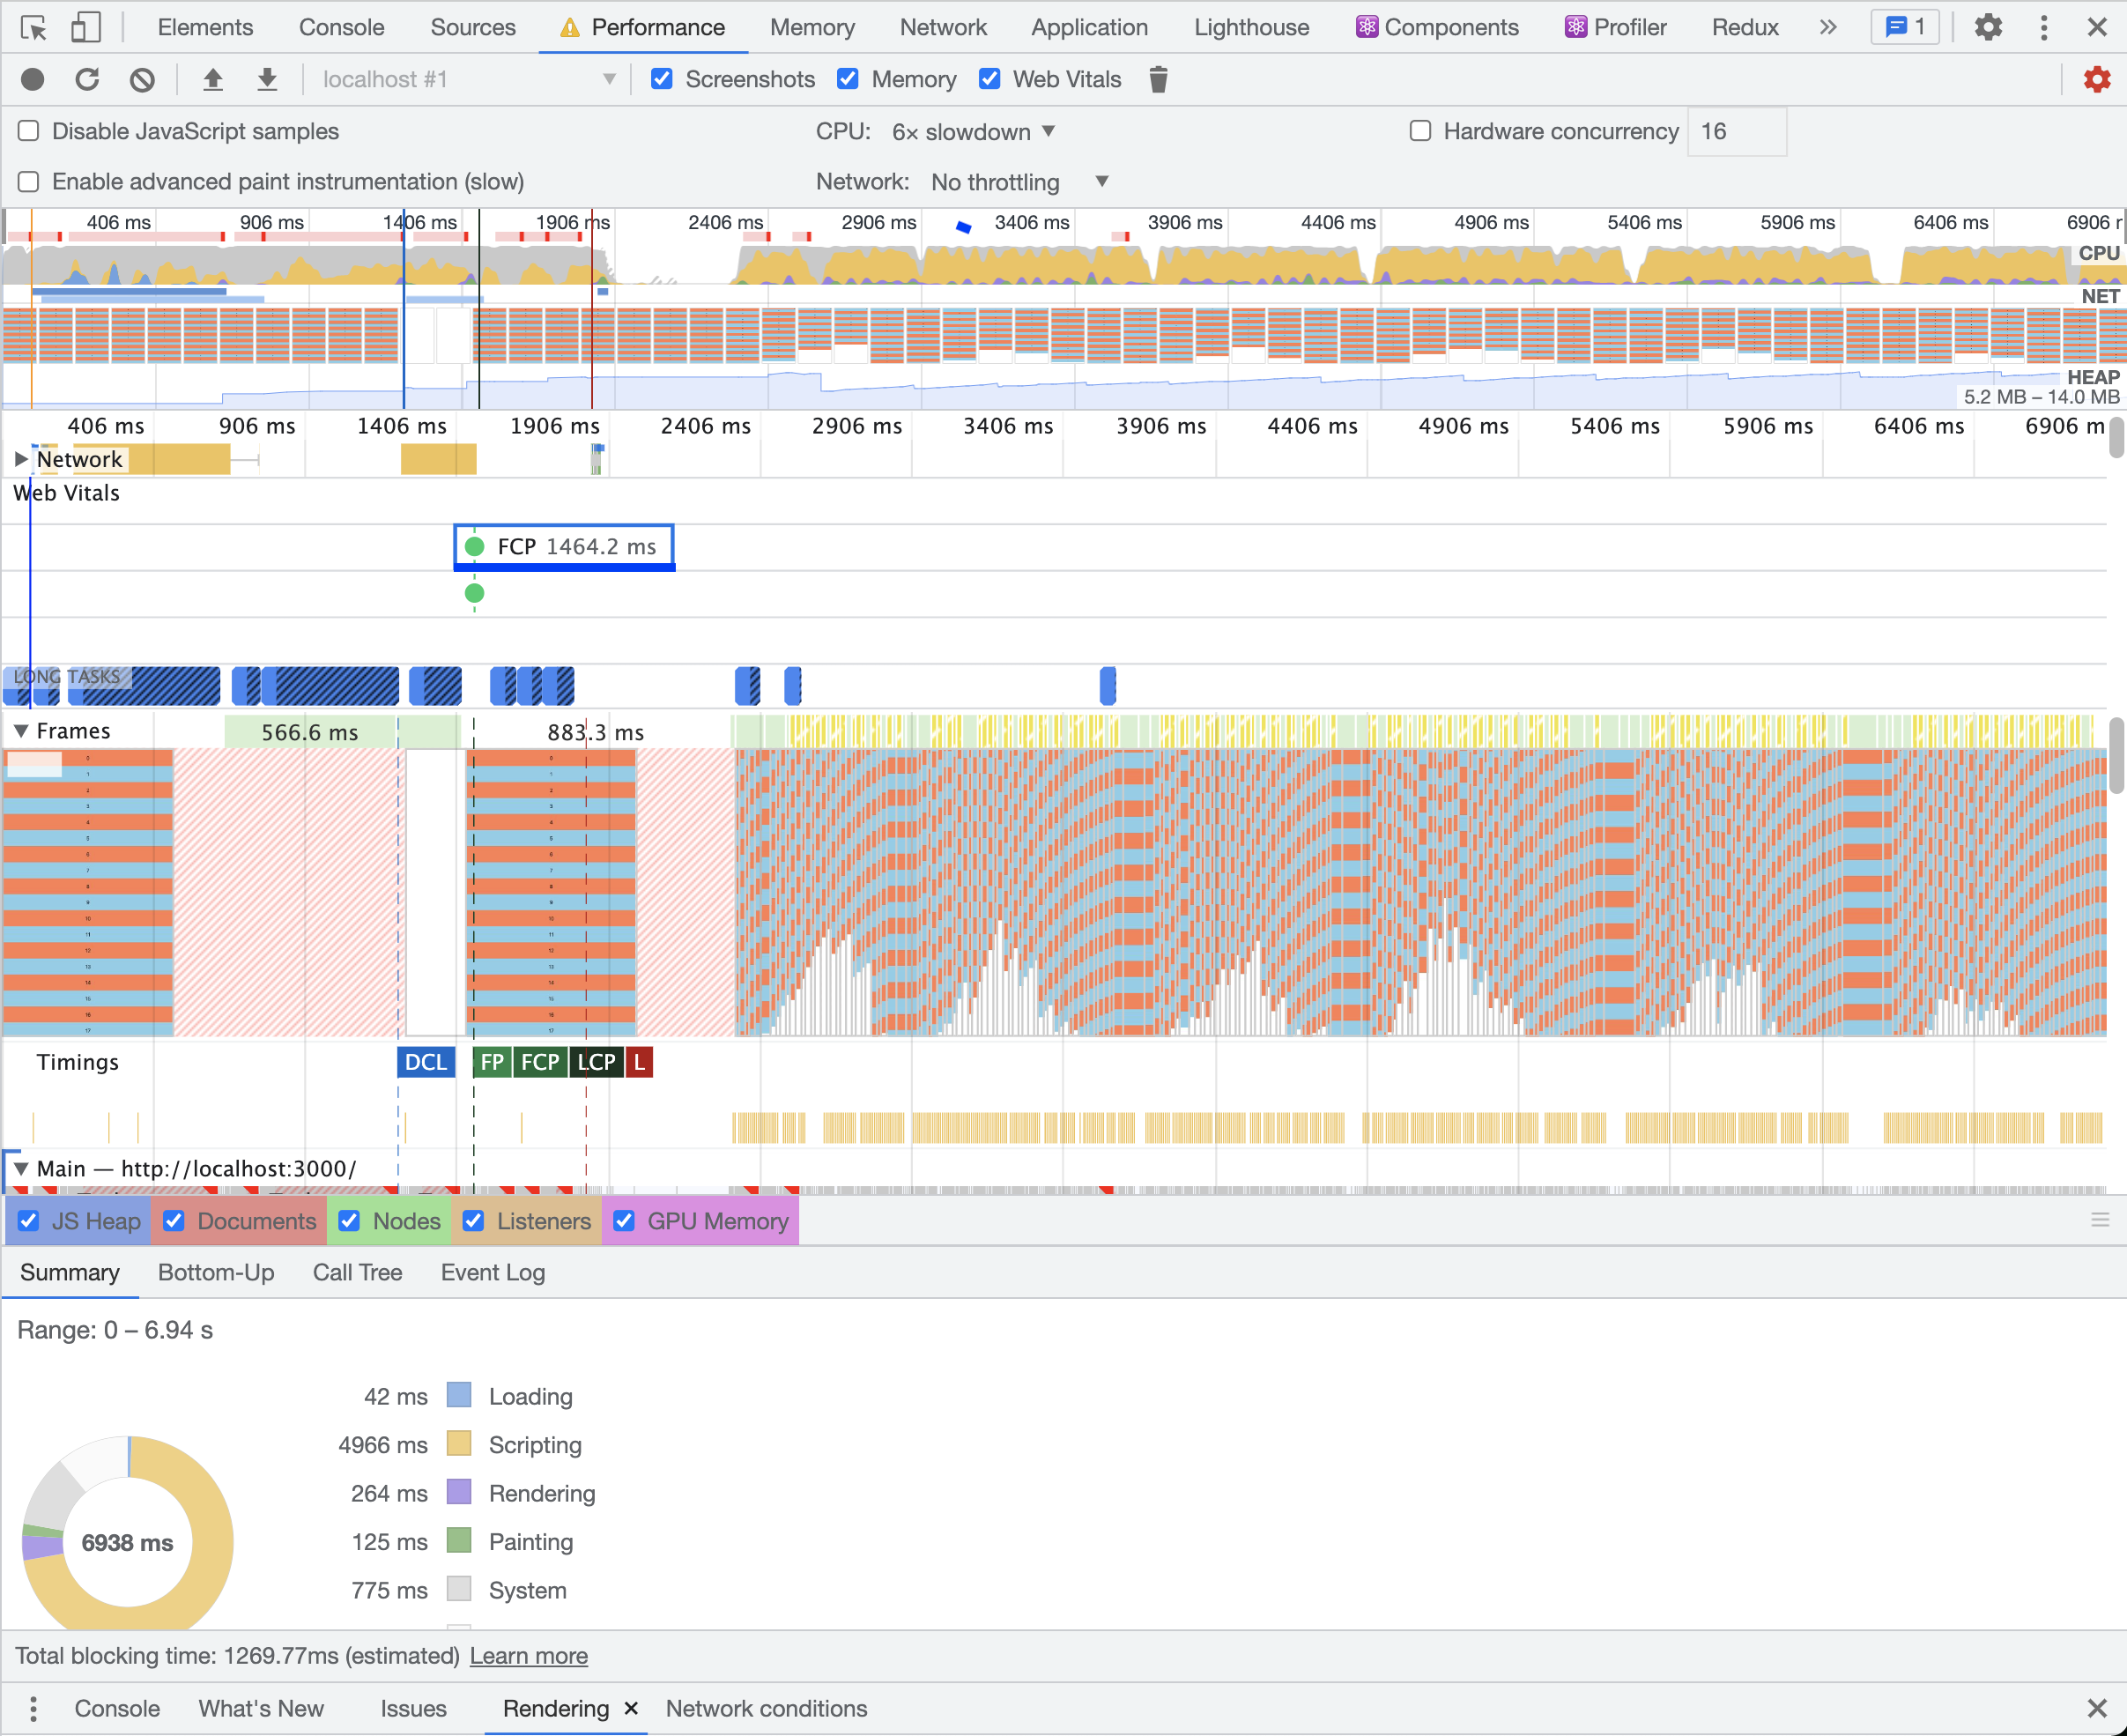 Elements Console Sources Performance Memory Network Application Lighthouse Components Profiler Redux » 1
localhost #1 Screenshots Memory Web Vitals
Disable JavaScript samples CPU: 6× slowdown Hardware concurrency 16
Enable advanced paint instrumentation (slow) Network: No throttling
406 ms 906 ms 1406 ms 1906 ms 2406 ms 2906 ms 3406 ms 3906 ms 4406 ms 4906 ms 5406 ms 5906 ms 6406 ms 6906 r
CPU
NET
HEAP
5.2 MB – 14.0 MB
406 ms 906 ms 1406 ms 1906 ms 2406 ms 2906 ms 3406 ms 3906 ms 4406 ms 4906 ms 5406 ms 5906 ms 6406 ms 6906 m
Network
Web Vitals
FCP 1464.2 ms
LONG TASKS
Frames 566.6 ms 883.3 ms
Timings DCL FP FCP LCP L
Main — http://localhost:3000/
JS Heap Documents Nodes Listeners GPU Memory
Summary Bottom-Up Call Tree Event Log
Range: 0 – 6.94 s
42 ms Loading
4966 ms Scripting
264 ms Rendering
6938 ms
125 ms Painting
775 ms System
Total blocking time: 1269.77ms (estimated) Learn more
Console What's New Issues Rendering × Network conditions